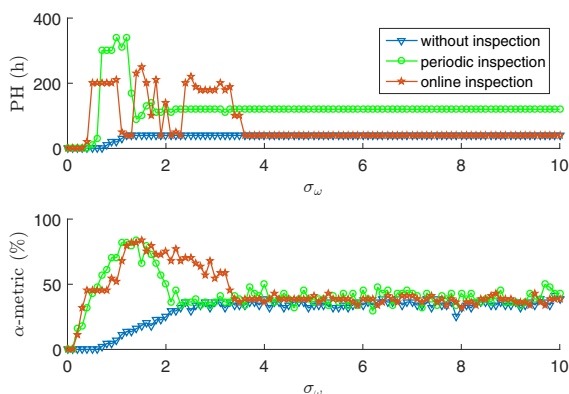 400
200
0
PH (h)
without inspection
periodic inspection
online inspection
0 2 4 6 8 10
σω
100
50
0
α-metric (%)
0 2 4 6 8 10
σω